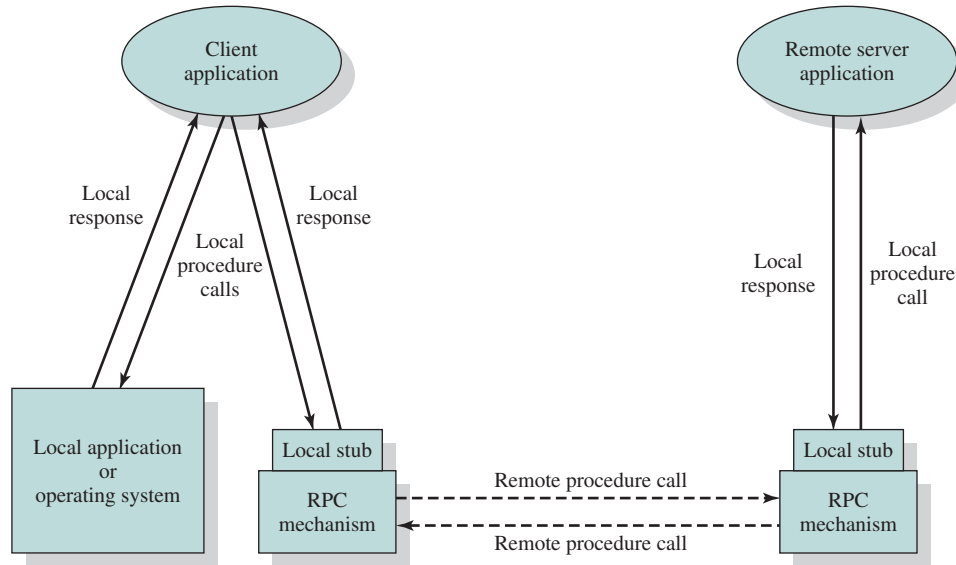 Client
application
Remote server
application
Local
response
Local
procedure
calls
Local
response
Local
response
Local
procedure
call
Local application
or
operating system
Local stub
RPC
mechanism
Remote procedure call
Remote procedure call
Local stub
RPC
mechanism